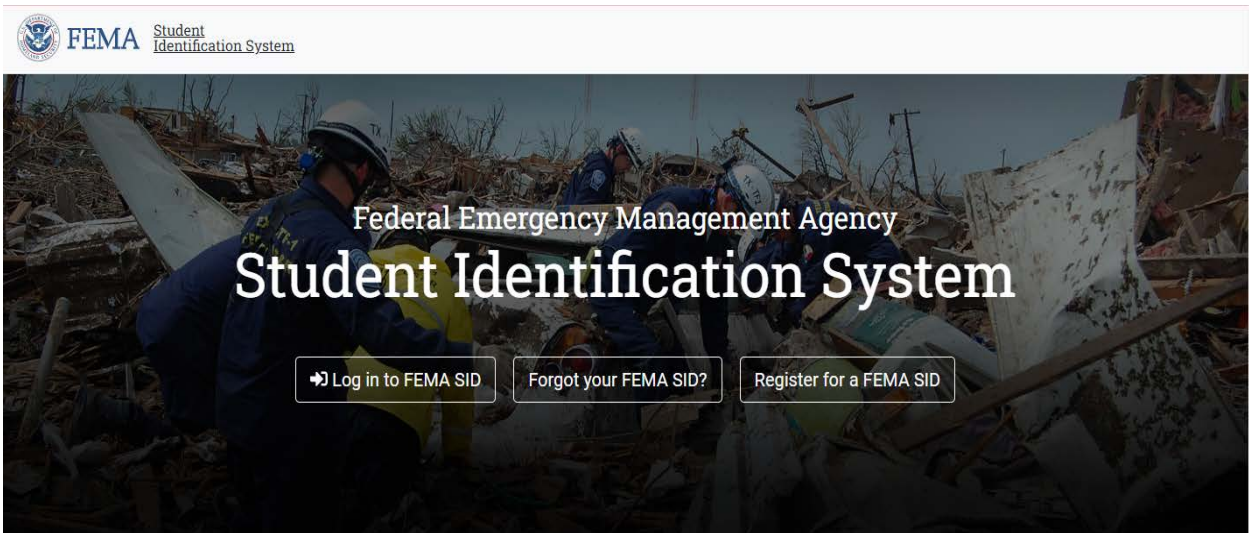 FEMA
Student
Identification System
Federal Emergency Management Agency
Student Identification System
Log in to FEMA SID
Forgot your FEMA SID?
Register for a FEMA SID